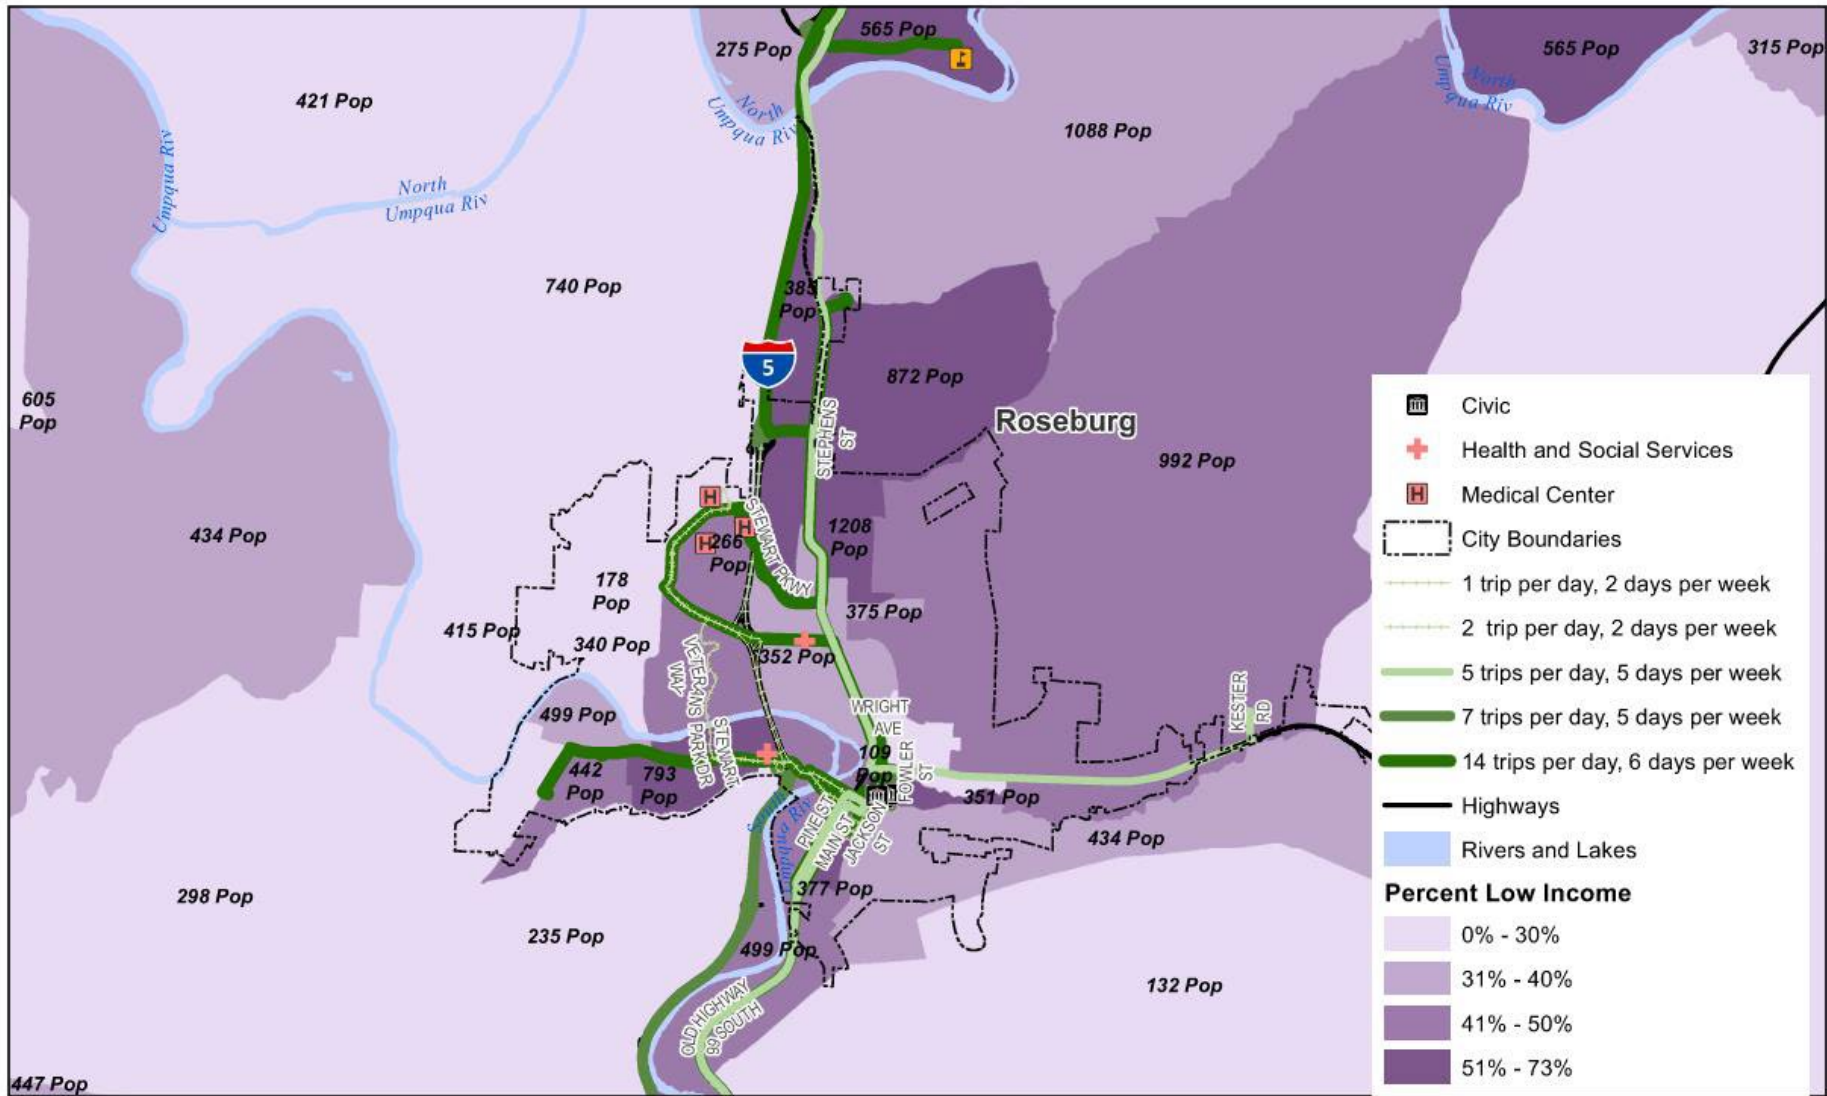 565 Pop
275 Pop
565 Pop
315 Pop
421 Pop
North
Umpqua Riv
North
Umpqua Riv
1088 Pop
Umpqua Riv
North
Umpqua Riv
740 Pop
385
Pop
5
872 Pop
605
Pop
Roseburg
STEPHENS
ST
992 Pop
434 Pop
STEWART PKWY
H
H
H
266
Pop
1208
Pop
178
Pop
375 Pop
415 Pop
340 Pop
352 Pop
VETERANS
WAY
PARK DR
STEWART
499 Pop
WRIGHT
AVE
KESTER
RD
109
Pop
FOWLER
ST
442
Pop
793
Pop
351 Pop
South
Umpqua Riv
PINE ST
MAIN ST
JACKSON
ST
434 Pop
377 Pop
298 Pop
235 Pop
499 Pop
132 Pop
OLD HIGHWAY
99 SOUTH
447 Pop
Civic
Health and Social Services
H
Medical Center
City Boundaries
1 trip per day, 2 days per week
2 trip per day, 2 days per week
5 trips per day, 5 days per week
7 trips per day, 5 days per week
14 trips per day, 6 days per week
Highways
Rivers and Lakes
Percent Low Income
0% - 30%
31% - 40%
41% - 50%
51% - 73%